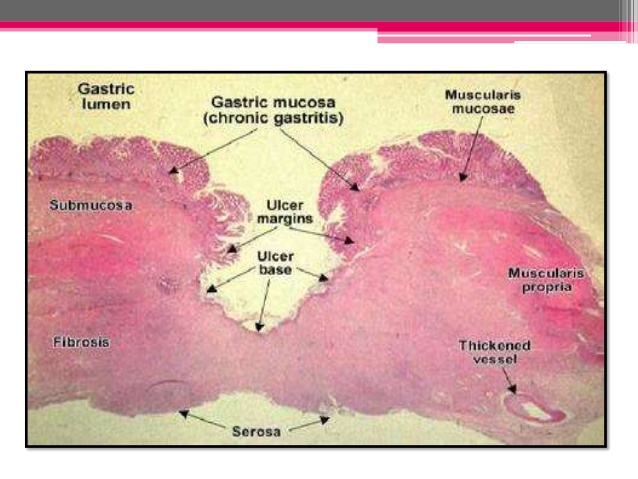 Gastric
lumen
Gastric mucosa
(chronic gastritis)
Muscularis
mucosae
Submucosa
Ulcer
margins
Ulcer
base
Muscularis
propria
Fibrosis
Thickened
vessel
Serosa